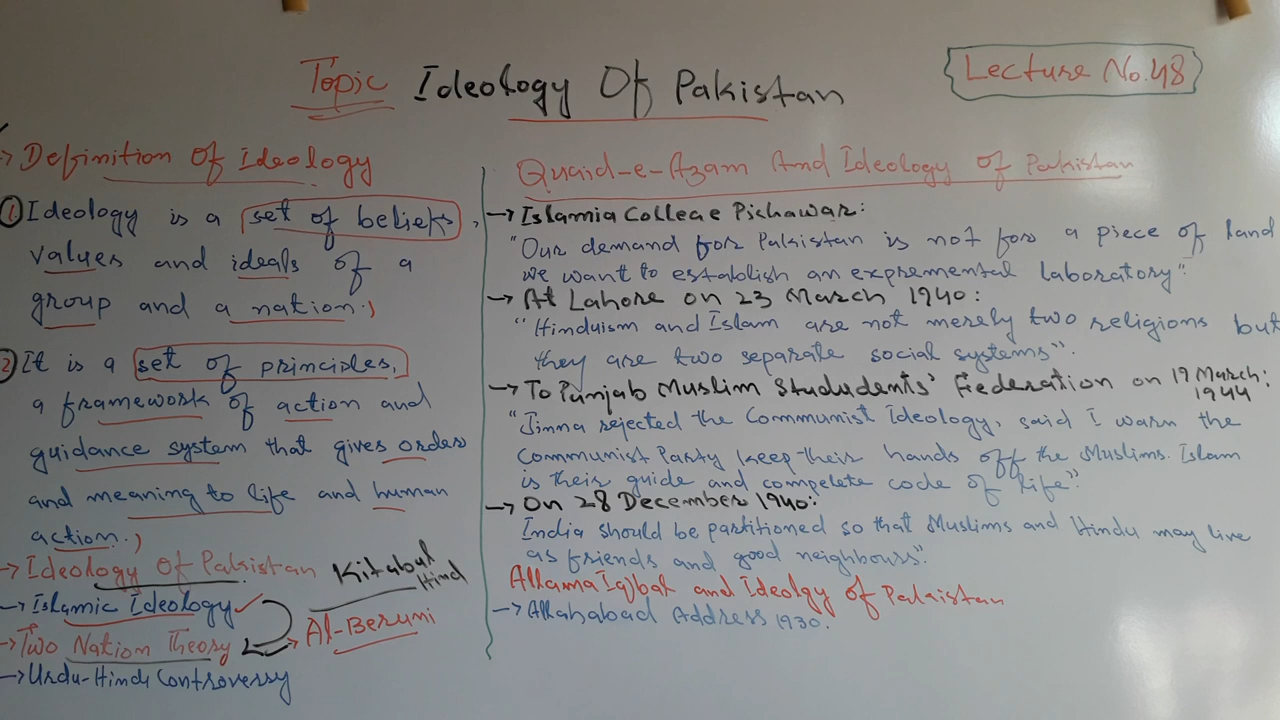 Topic Ideology Of Pakistan
Lecture No.48
→ Definition Of Ideology
① Ideology is a set of beliefs,
values and ideals of a
group and a nation.)
② It is a set of principles,
a framework of action and
guidance system that gives order
and meaning to life and human
action.)
→ Ideology Of Pakistan
→ Islamic Ideology ✓
→ Two Nation Theory
→ Urdu-Hindi Controversy
Kitabul
Hind
Al-Beruni
Quaid-e-Azam And Ideology of Pakistan
→ Islamia College Pishawar:
"Our demand for Pakistan is not for a piece of land
we want to establish an expremental laboratory".
→ At Lahore on 23 March 1940:
"Hinduism and Islam are not merely two religions but
they are two separate social systems".
→ To Punjab Muslim Stududents' Federation on 19 March:
1944
"Jinna rejected the Communist Ideology, said I warn the
Communist Party keep their hands off the Muslims. Islam
is their guide and compelete code of life".
→ On 28 December 1940:
India should be partitioned so that Muslims and Hindu may live
as friends and good neighbours."
Allama Iqbal and Ideolgy of Pakistan
→ Allahabad Address 1930.